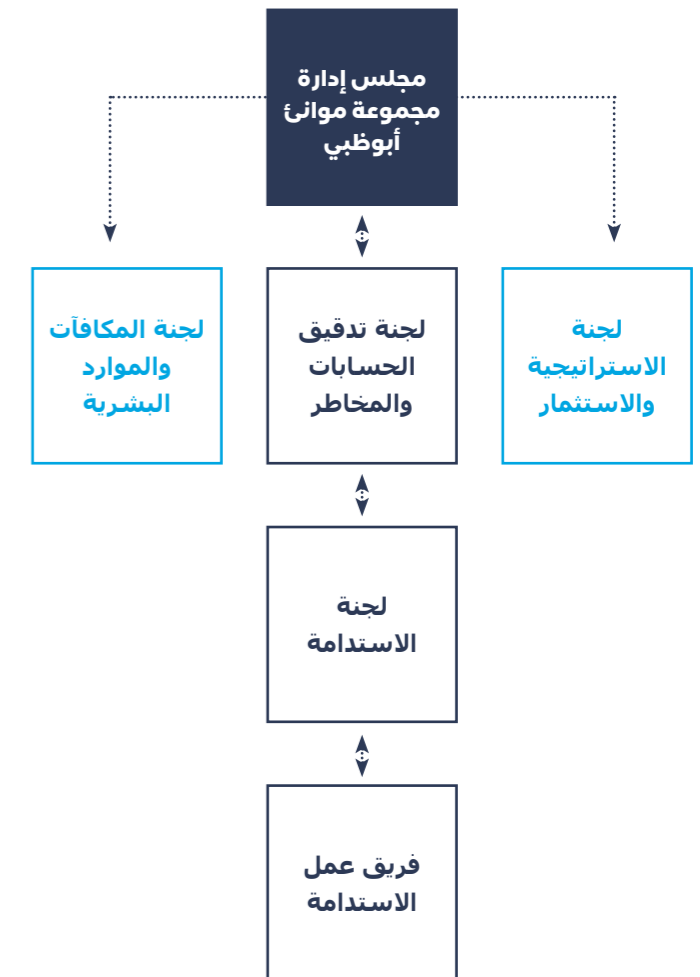 مجلس إدارة
مجموعة موانئ
أبوظبي
لجنة
الاستراتيجية
والاستثمار
لجنة تدقيق
الحسابات
والمخاطر
لجنة المكافآت
والموارد
البشرية
لجنة
الاستدامة
فريق عمل
الاستدامة